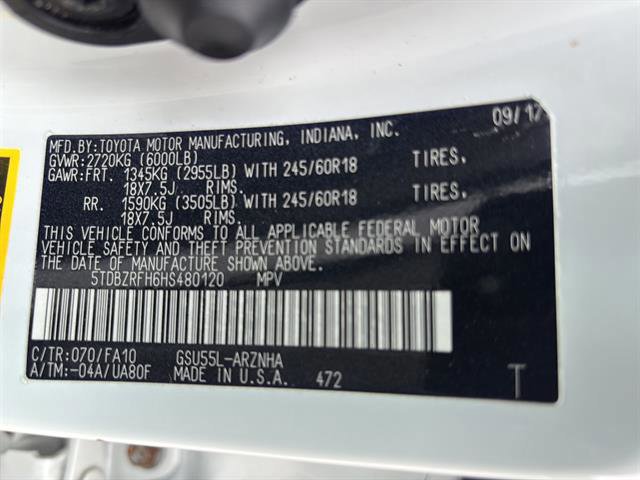 09/17
MFD.BY:TOYOTA MOTOR MANUFACTURING, INDIANA, INC.
GVWR:2720KG (6000LB)
GAWR:FRT. 1345KG (2955LB) WITH 245/60R18 TIRES.
18X7.5J RIMS.
RR. 1590KG (3505LB) WITH 245/60R18 TIRES.
18X7.5J RIMS.
THIS VEHICLE CONFORMS TO ALL APPLICABLE FEDERAL MOTOR
VEHICLE SAFETY AND THEFT PREVENTION STANDARDS IN EFFECT ON
THE DATE OF MANUFACTURE SHOWN ABOVE.
5TDBZRFH6HS480120 MPV
C/TR:070/FA10 GSU55L-ARZNHA
A/TM:-04A/UA80F MADE IN U.S.A. 472 T